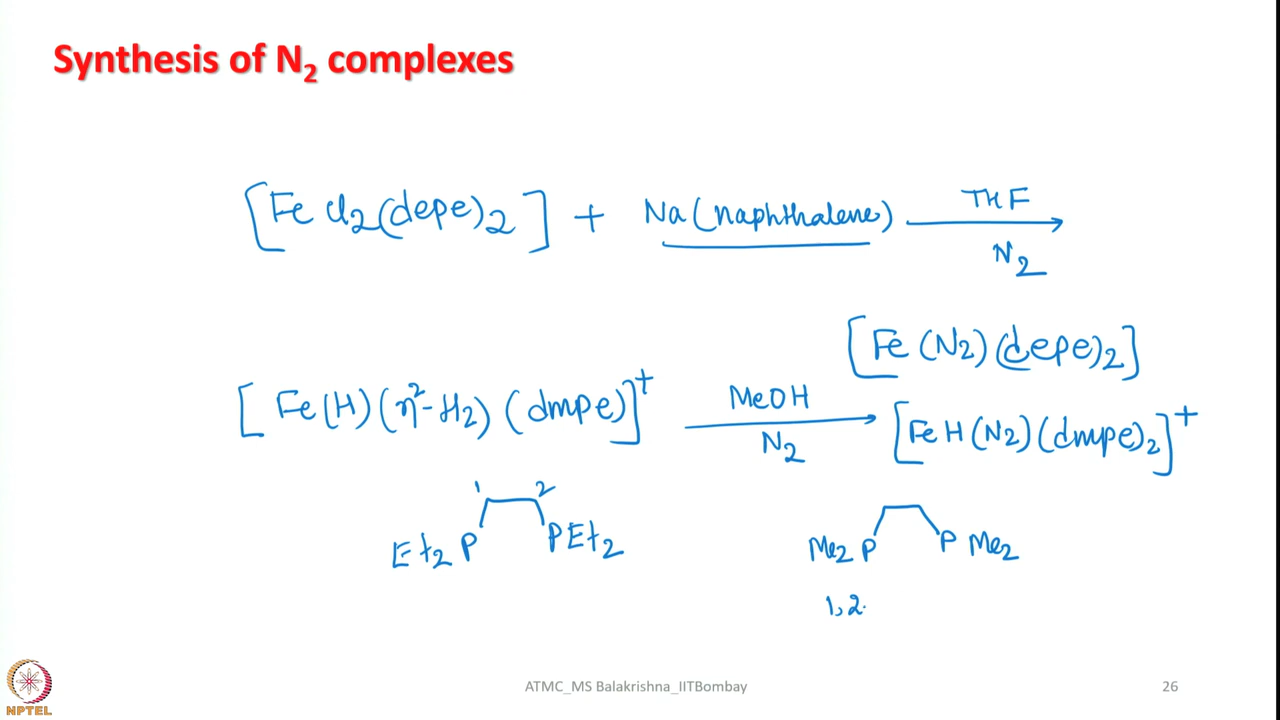 Synthesis of N2 complexes
[Fe Cl2(depe)2] + Na(naphthalene) THF N2
[Fe(N2)(depe)2]
[Fe(H)(η2-H2)(dmpe)]+ MeOH N2 [FeH(N2)(dmpe)2]+
1 2
Et2P PEt2 Me2P PMe2
1,2-
NPTEL
ATMC_MS Balakrishna_IITBombay 26